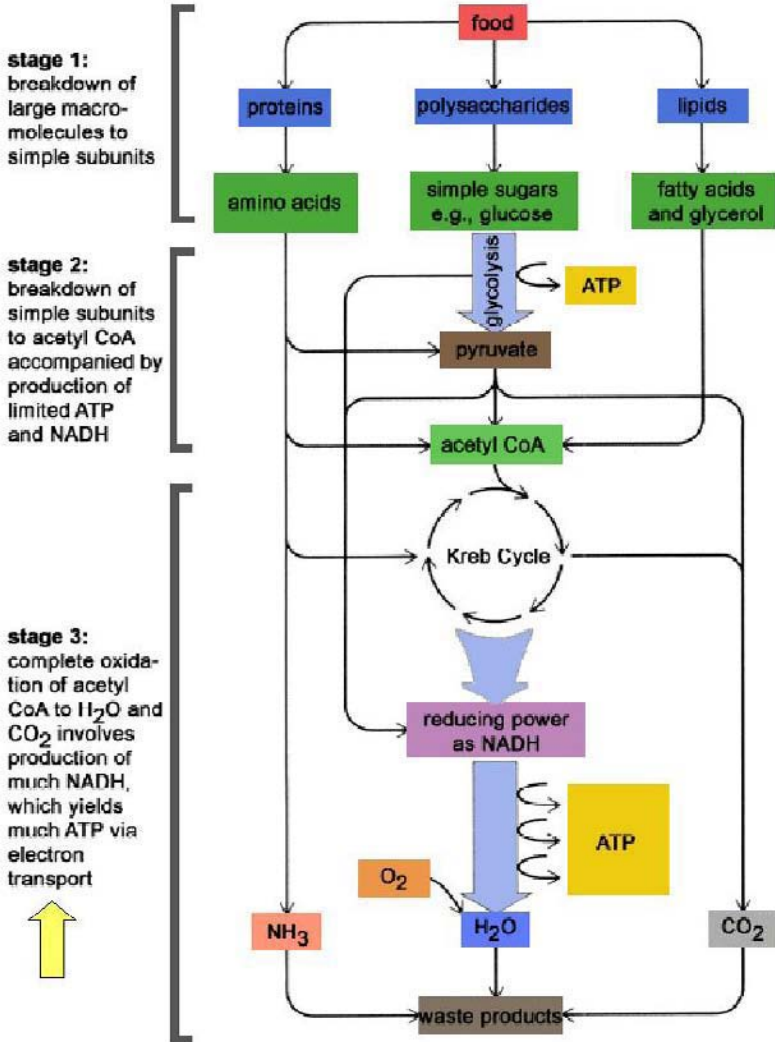 food
stage 1:
breakdown of
large macro-
molecules to
simple subunits
proteins
polysaccharides
lipids
amino acids
simple sugars
e.g., glucose
fatty acids
and glycerol
stage 2:
breakdown of
simple subunits
to acetyl CoA
accompanied by
production of
limited ATP
and NADH
glycolysis
ATP
pyruvate
acetyl CoA
Kreb Cycle
stage 3:
complete oxida-
tion of acetyl
CoA to H2O and
CO2 involves
production of
much NADH,
which yields
much ATP via
electron
transport
reducing power
as NADH
ATP
O2
NH3
H2O
CO2
waste products